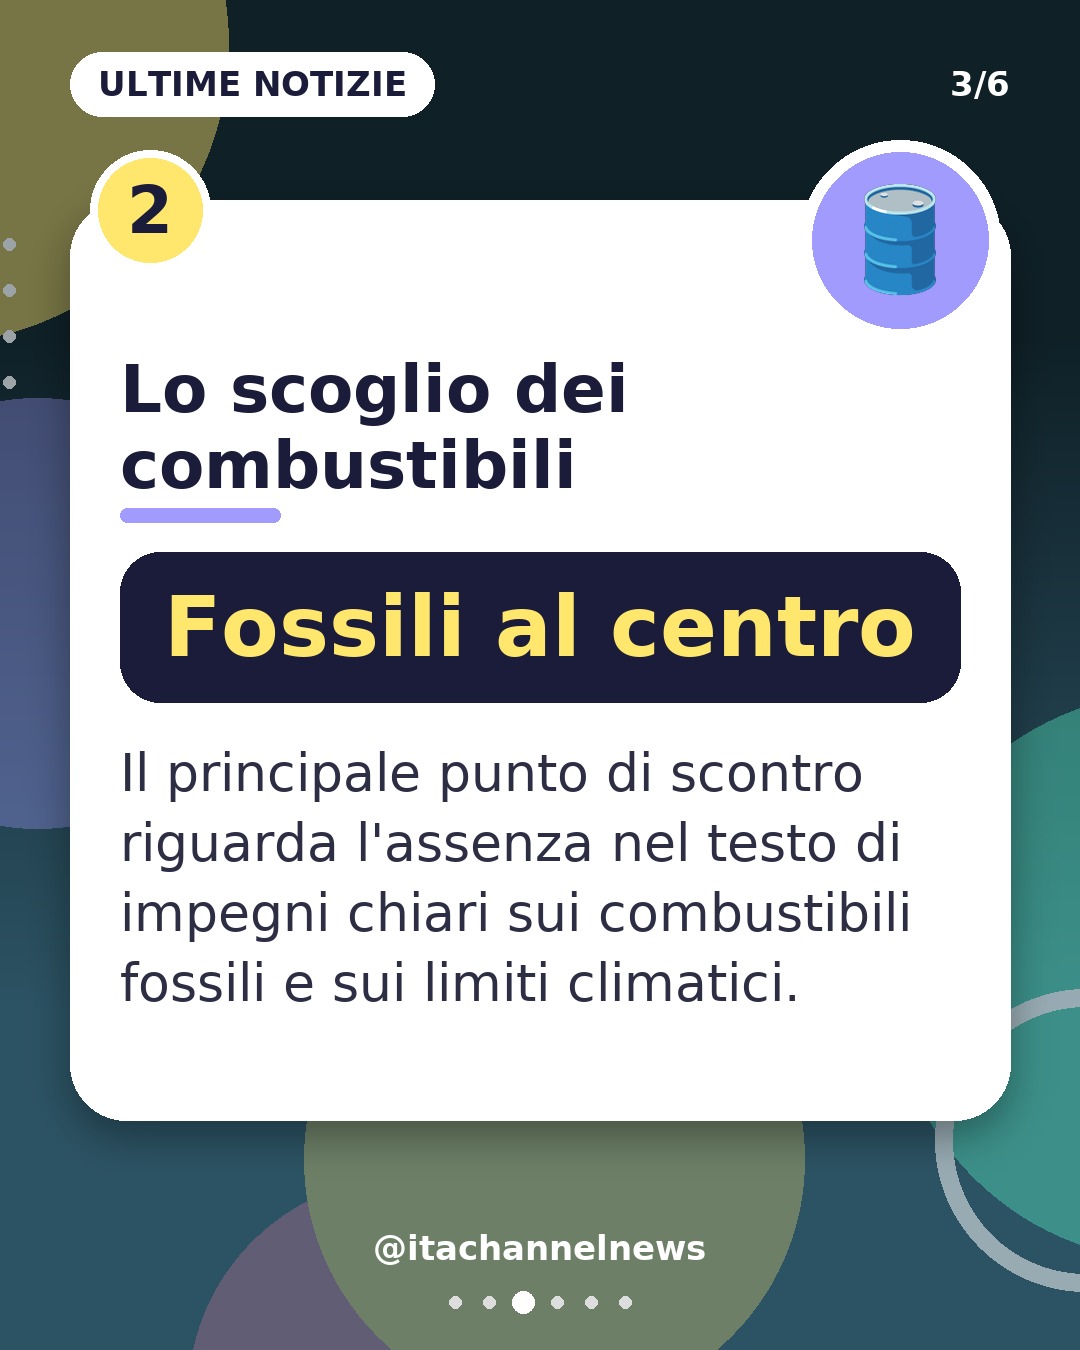 ULTIME NOTIZIE
3/6
2
Lo scoglio dei
combustibili
Fossili al centro
Il principale punto di scontro
riguarda l'assenza nel testo di
impegni chiari sui combustibili
fossili e sui limiti climatici.
@itachannelnews